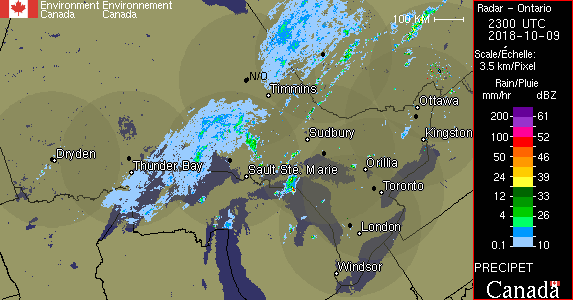 Environment Environnement
Canada Canada
100 KM
N/O
Timmins
Ottawa
Sudbury
Kingston
Dryden
Thunder Bay
Sault Ste. Marie
Orillia
Toronto
London
Windsor
Radar - Ontario
2300 UTC
2018-10-09
Scale/Échelle:
3.5 km/Pixel
Rain/Pluie
mm/hr dBZ
200 61
100 52
50 46
24 39
12 33
4 26
0.1 10
PRECIPET
Canada